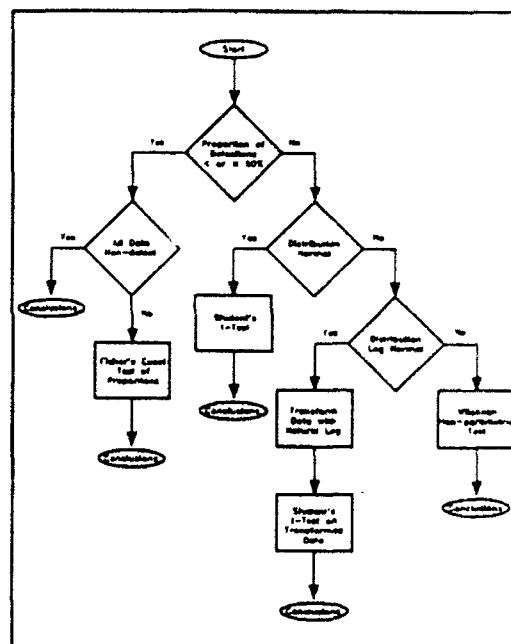 Start
Proportion of
Detections
< or = 50%
Yes
No
All Data
Non-detect
Distribution
Normal
Yes
No
Yes
No
Conclusions
Student's
t-Test
Distribution
Log Normal
No
Yes
No
Fisher's Exact
Test of
Proportions
Conclusions
Transform
Data with
Natural Log
Wilcoxon
Non-parametric
Test
Conclusions
Student's
t-Test on
Transformed
Data
Conclusions
Conclusions